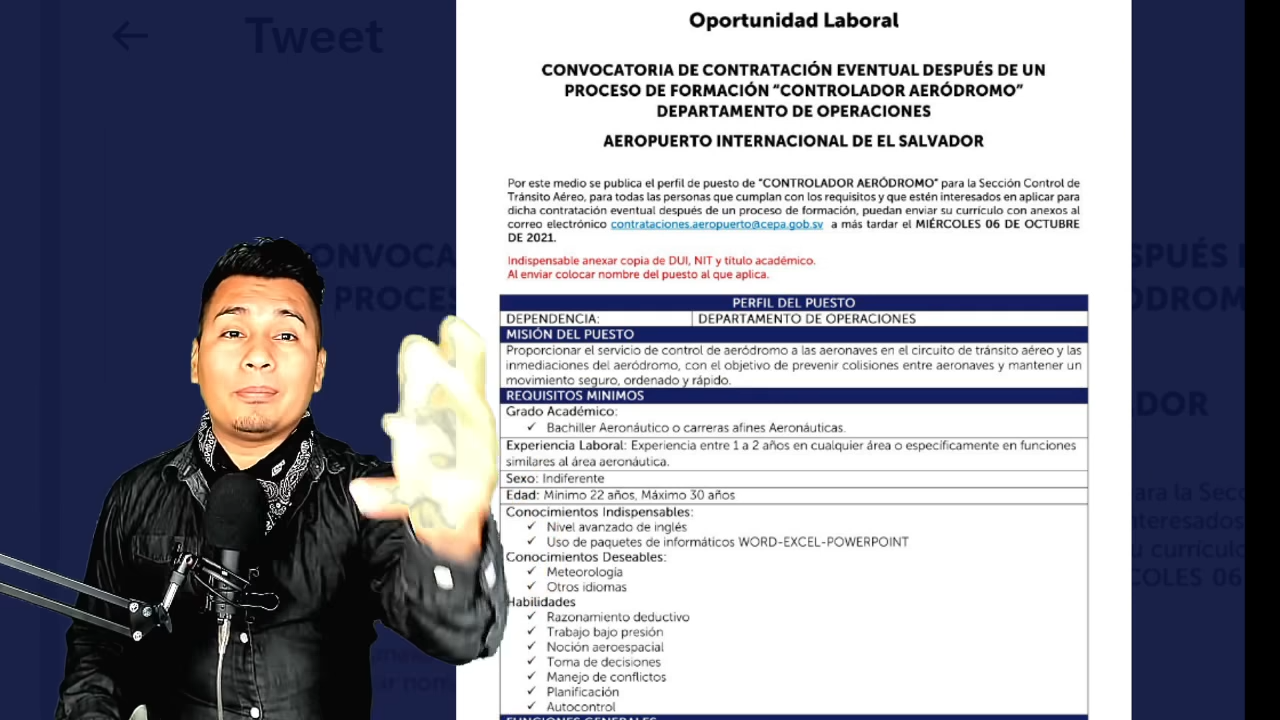 Tweet
Oportunidad Laboral
CONVOCATORIA DE CONTRATACIÓN EVENTUAL DESPUÉS DE UN
PROCESO DE FORMACIÓN “CONTROLADOR AERÓDROMO”
DEPARTAMENTO DE OPERACIONES
AEROPUERTO INTERNACIONAL DE EL SALVADOR
Por este medio se publica el perfil de puesto de “CONTROLADOR AERÓDROMO” para la Sección Control de
Tránsito Aéreo, para todas las personas que cumplan con los requisitos y que estén interesados en aplicar para
dicha contratación eventual después de un proceso de formación, puedan enviar su currículo con anexos al
correo electrónico contrataciones.aeropuerto@cepa.gob.sv a más tardar el MIÉRCOLES 06 DE OCTUBRE
DE 2021.
Indispensable anexar copia de DUI, NIT y título académico.
Al enviar colocar nombre del puesto al que aplica.
PERFIL DEL PUESTO
DEPENDENCIA: DEPARTAMENTO DE OPERACIONES
MISIÓN DEL PUESTO
Proporcionar el servicio de control de aeródromo a las aeronaves en el circuito de tránsito aéreo y las
inmediaciones del aeródromo, con el objetivo de prevenir colisiones entre aeronaves y mantener un
movimiento seguro, ordenado y rápido.
REQUISITOS MINIMOS
Grado Académico:
✓ Bachiller Aeronáutico o carreras afines Aeronáuticas.
Experiencia Laboral: Experiencia entre 1 a 2 años en cualquier área o específicamente en funciones
similares al área aeronáutica.
Sexo: Indiferente
Edad: Mínimo 22 años, Máximo 30 años
Conocimientos Indispensables:
✓ Nivel avanzado de inglés
✓ Uso de paquetes de informáticos WORD-EXCEL-POWERPOINT
Conocimientos Deseables:
✓ Meteorología
✓ Otros idiomas
Habilidades
✓ Razonamiento deductivo
✓ Trabajo bajo presión
✓ Noción aeroespacial
✓ Toma de decisiones
✓ Manejo de conflictos
✓ Planificación
✓ Autocontrol
FUNCIONES GENERALES